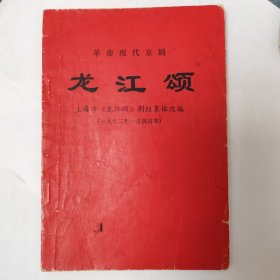 革命现代京剧
龙江颂
上海市《龙江颂》剧组集体改编
(一九七二年一月演出本)